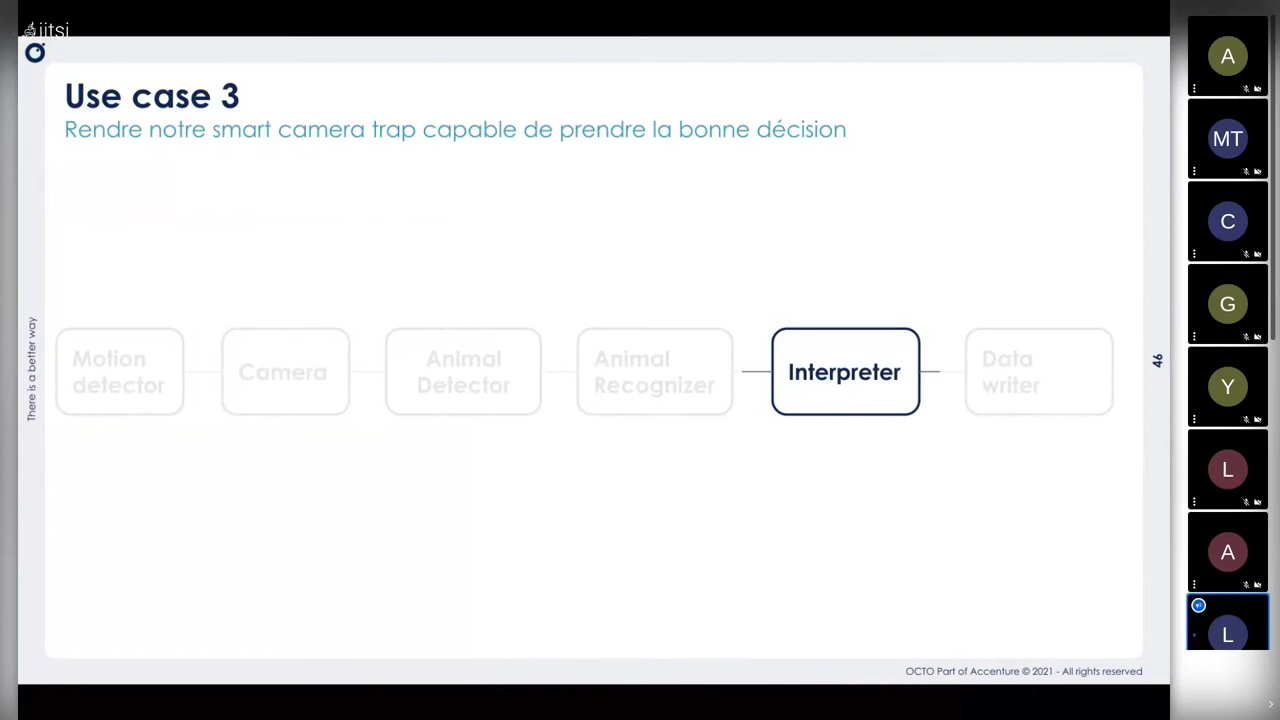 jitsi
Use case 3
Rendre notre smart camera trap capable de prendre la bonne décision
There is a better way
Motion
detector
Camera
Animal
Detector
Animal
Recognizer
Interpreter
Data
writer
46
OCTO Part of Accenture © 2021 - All rights reserved
A
MT
C
G
Y
L
A
L